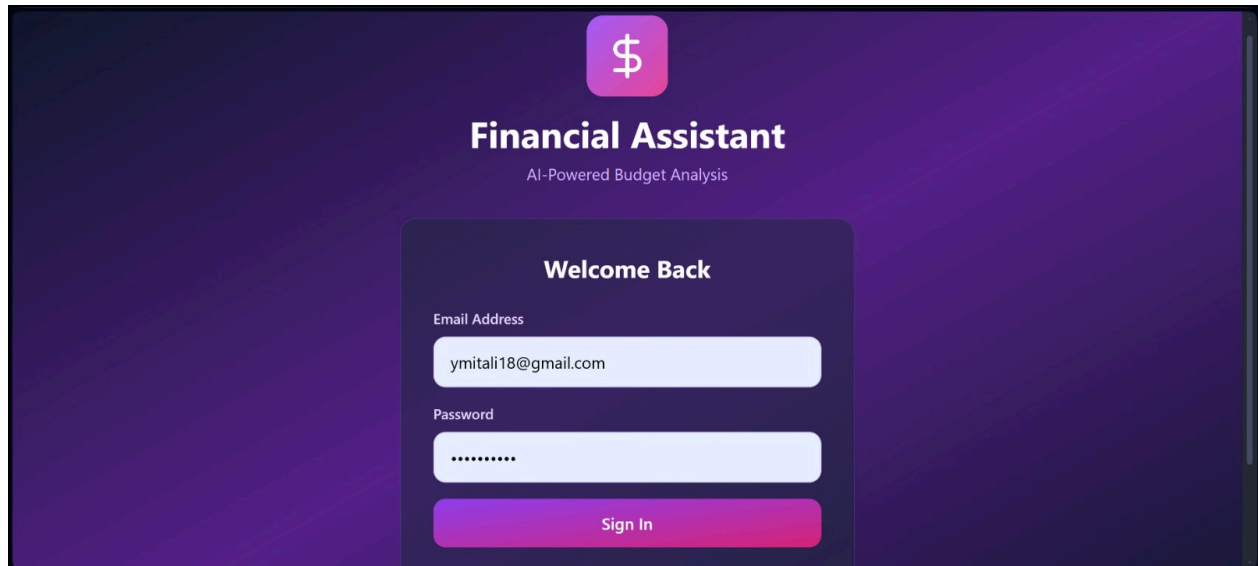 $
Financial Assistant
AI-Powered Budget Analysis
Welcome Back
Email Address
ymitali18@gmail.com
Password
••••••••••
Sign In